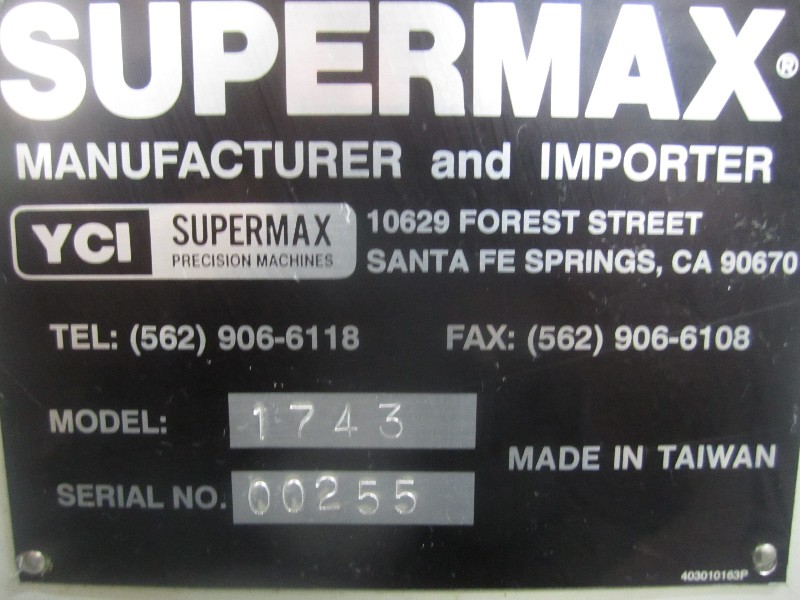 SUPERMAX®
MANUFACTURER and IMPORTER
YCI SUPERMAX
PRECISION MACHINES
10629 FOREST STREET
SANTA FE SPRINGS, CA 90670
TEL: (562) 906-6118 FAX: (562) 906-6108
MODEL: 1743
MADE IN TAIWAN
SERIAL NO. 00255
403010163P